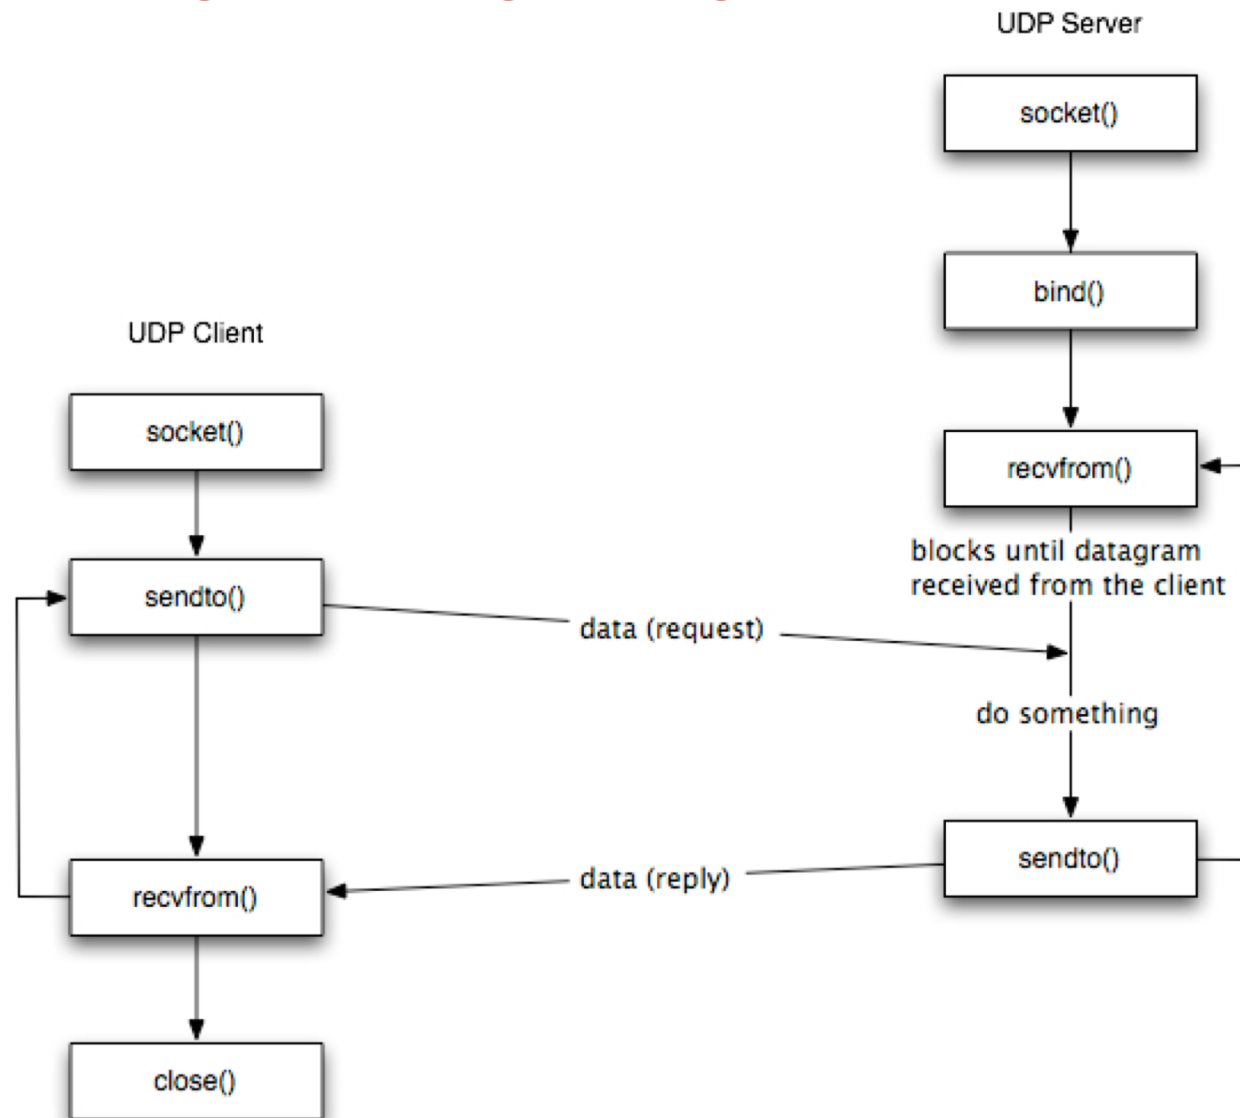 UDP Server
socket()
bind()
UDP Client
socket()
recvfrom()
blocks until datagram
received from the client
sendto()
data (request)
do something
sendto()
data (reply)
recvfrom()
close()